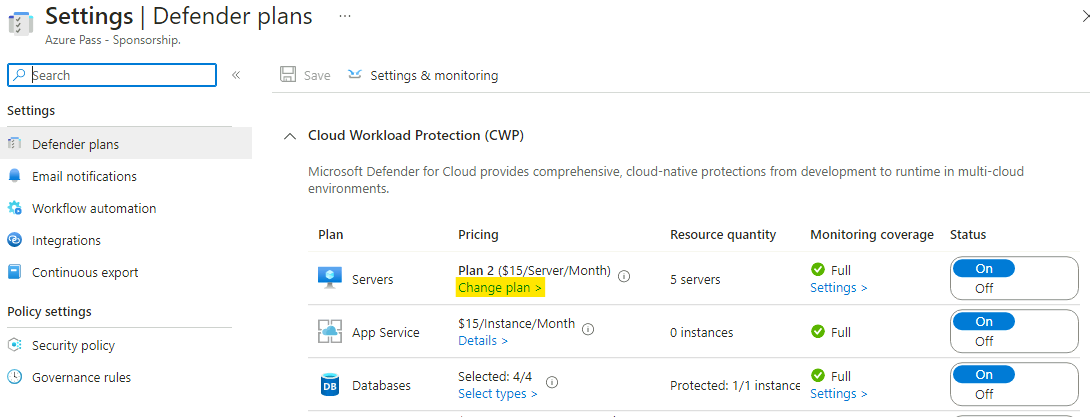 Settings | Defender plans ...
Azure Pass - Sponsorship.
Search
«
Save
Settings & monitoring
Settings
Defender plans
Email notifications
Workflow automation
Integrations
Continuous export
Policy settings
Security policy
Governance rules
Cloud Workload Protection (CWP)
Microsoft Defender for Cloud provides comprehensive, cloud-native protections from development to runtime in multi-cloud
environments.
Plan Pricing Resource quantity Monitoring coverage Status
Servers
Plan 2 ($15/Server/Month)
Change plan >
5 servers
Full
Settings >
On
Off
App Service
$15/Instance/Month
Details >
0 instances
Full
On
Off
DB
Databases
Selected: 4/4
Select types >
Protected: 1/1 instance
Full
Settings >
On
Off